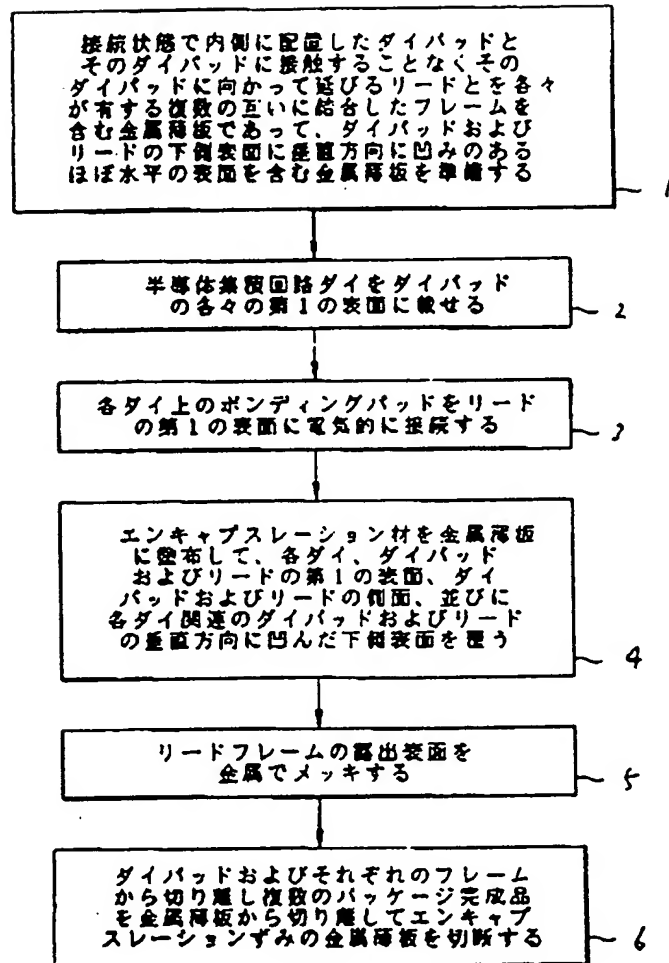 接続状態で内側に配置したダイパッドと
そのダイパッドに接触することなくその
ダイパッドに向かって延びるリードとを各々
が有する複数の互いに結合したフレームを
含む金属薄板であって、ダイパッドおよび
リードの下側表面に垂直方向に凹みのある
ほぼ水平の表面を含む金属薄板を準備する
1
半導体集積回路ダイをダイパッド
の各々の第1の表面に載せる
2
各ダイ上のボンディングパッドをリード
の第1の表面に電気的に接続する
3
エンキャプスレーション材を金属薄板
に塗布して、各ダイ、ダイパッド
およびリードの第1の表面、ダイ
パッドおよびリードの側面、並びに
各ダイ関連のダイパッドおよびリード
の垂直方向に凹んだ下側表面を覆う
4
リードフレームの露出表面を
金属でメッキする
5
ダイパッドおよびそれぞれのフレーム
から切り離し複数のパッケージ完成品
を金属薄板から切り離してエンキャプ
スレーションずみの金属薄板を切断する
6